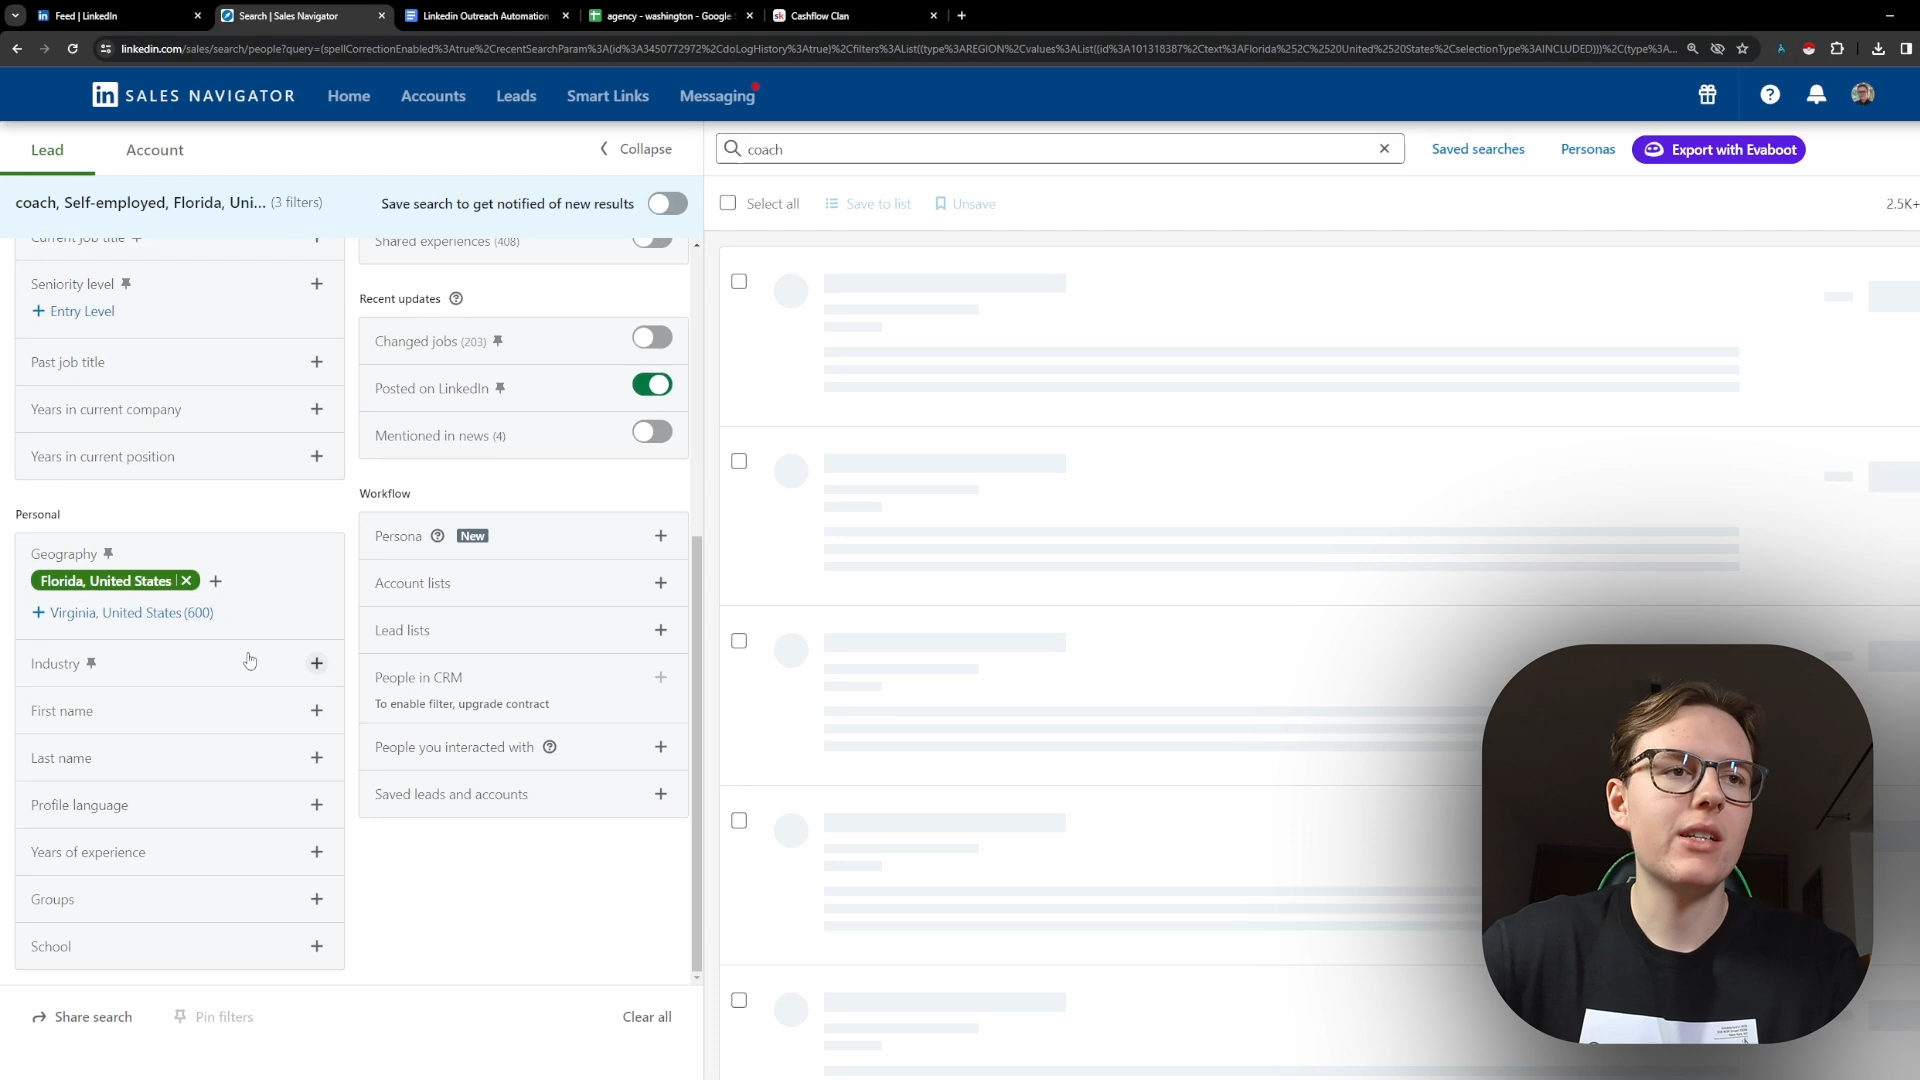 Feed | LinkedIn
Search | Sales Navigator
Linkedin Outreach Automation
agency - washington - Google
Cashflow Clan
linkedin.com/sales/search/people?query=(spellCorrectionEnabled%3Atrue%2CrecentSearchParam%3A(id%3A3450772972%2CdoLogHistory%3Atrue)%2Cfilters%3AList((type%3AREGION%2Cvalues%3AList((id%3A101318387%2Ctext%3AFlorida%252C%2520United%2520States%2CselectionType%3AINCLUDED)))%2C(type%3A...
in SALES NAVIGATOR
Home
Accounts
Leads
Smart Links
Messaging
Lead
Account
Collapse
coach
Saved searches
Personas
Export with Evaboot
coach, Self-employed, Florida, Uni... (3 filters)
Save search to get notified of new results
Select all
Save to list
Unsave
2.5K+
Current job title
Seniority level
+ Entry Level
Past job title
Years in current company
Years in current position
Personal
Geography
Florida, United States
+ Virginia, United States (600)
Industry
First name
Last name
Profile language
Years of experience
Groups
School
Shared experiences (408)
Recent updates
Changed jobs (203)
Posted on LinkedIn
Mentioned in news (4)
Workflow
Persona New
Account lists
Lead lists
People in CRM
To enable filter, upgrade contract
People you interacted with
Saved leads and accounts
Share search
Pin filters
Clear all